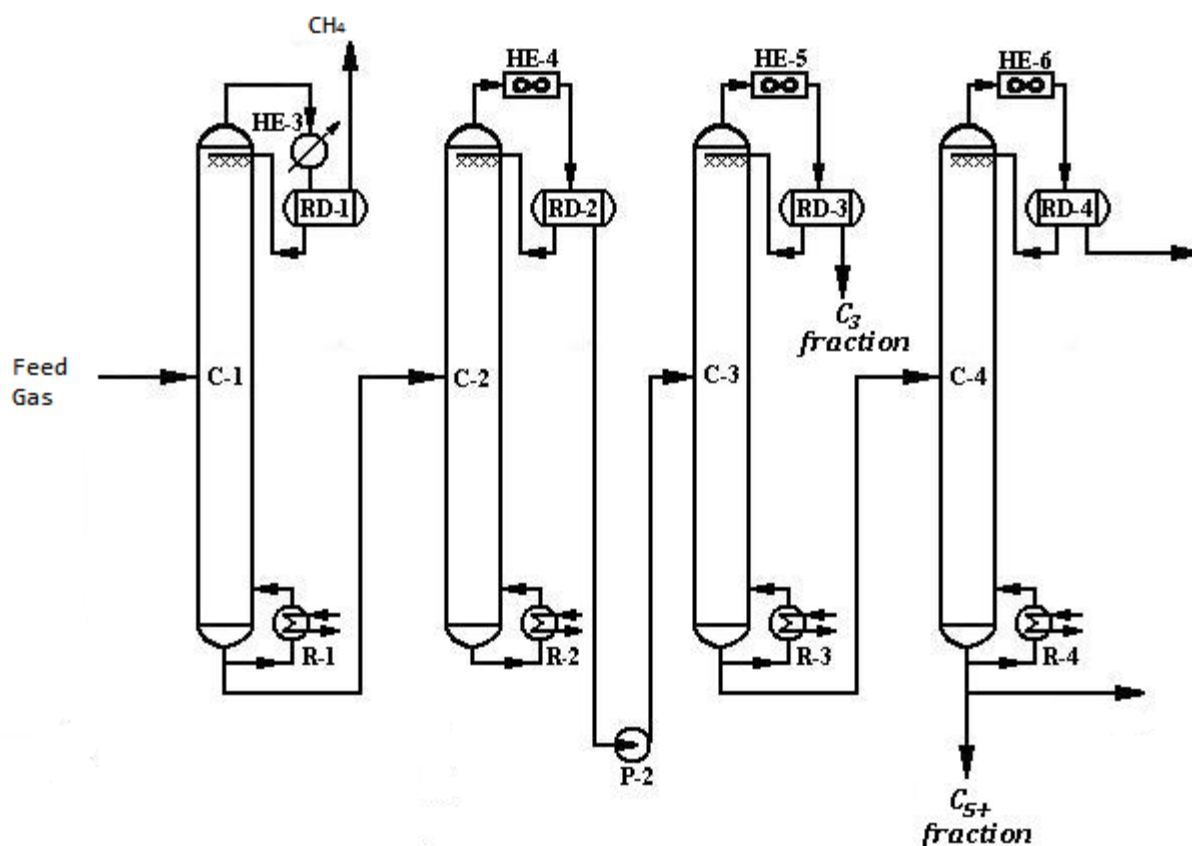 CH₄
HE-4
HE-5
HE-6
HE-3
RD-1
RD-2
RD-3
RD-4
C₃
fraction
Feed
Gas
C-1
C-2
C-3
C-4
R-1
R-2
R-3
R-4
P-2
C₅₊
fraction